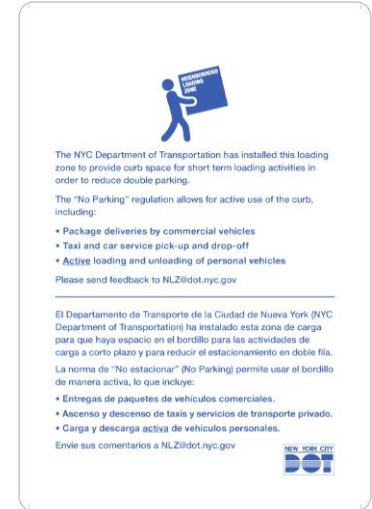 NEIGHBORHOOD
LOADING
ZONE
The NYC Department of Transportation has installed this loading
zone to provide curb space for short term loading activities in
order to reduce double parking.
The "No Parking" regulation allows for active use of the curb,
including:
• Package deliveries by commercial vehicles
• Taxi and car service pick-up and drop-off
• Active loading and unloading of personal vehicles
Please send feedback to NLZ@dot.nyc.gov
El Departamento de Transporte de la Ciudad de Nueva York (NYC
Department of Transportation) ha instalado esta zona de carga
para que haya espacio en el bordillo para las actividades de
carga a corto plazo y para reducir el estacionamiento en doble fila.
La norma de "No estacionar" (No Parking) permite usar el bordillo
de manera activa, lo que incluye:
• Entregas de paquetes de vehículos comerciales.
• Ascenso y descenso de taxis y servicios de transporte privado.
• Carga y descarga activa de vehículos personales.
Envíe sus comentarios a NLZ@dot.nyc.gov
NEW YORK CITY
DOT